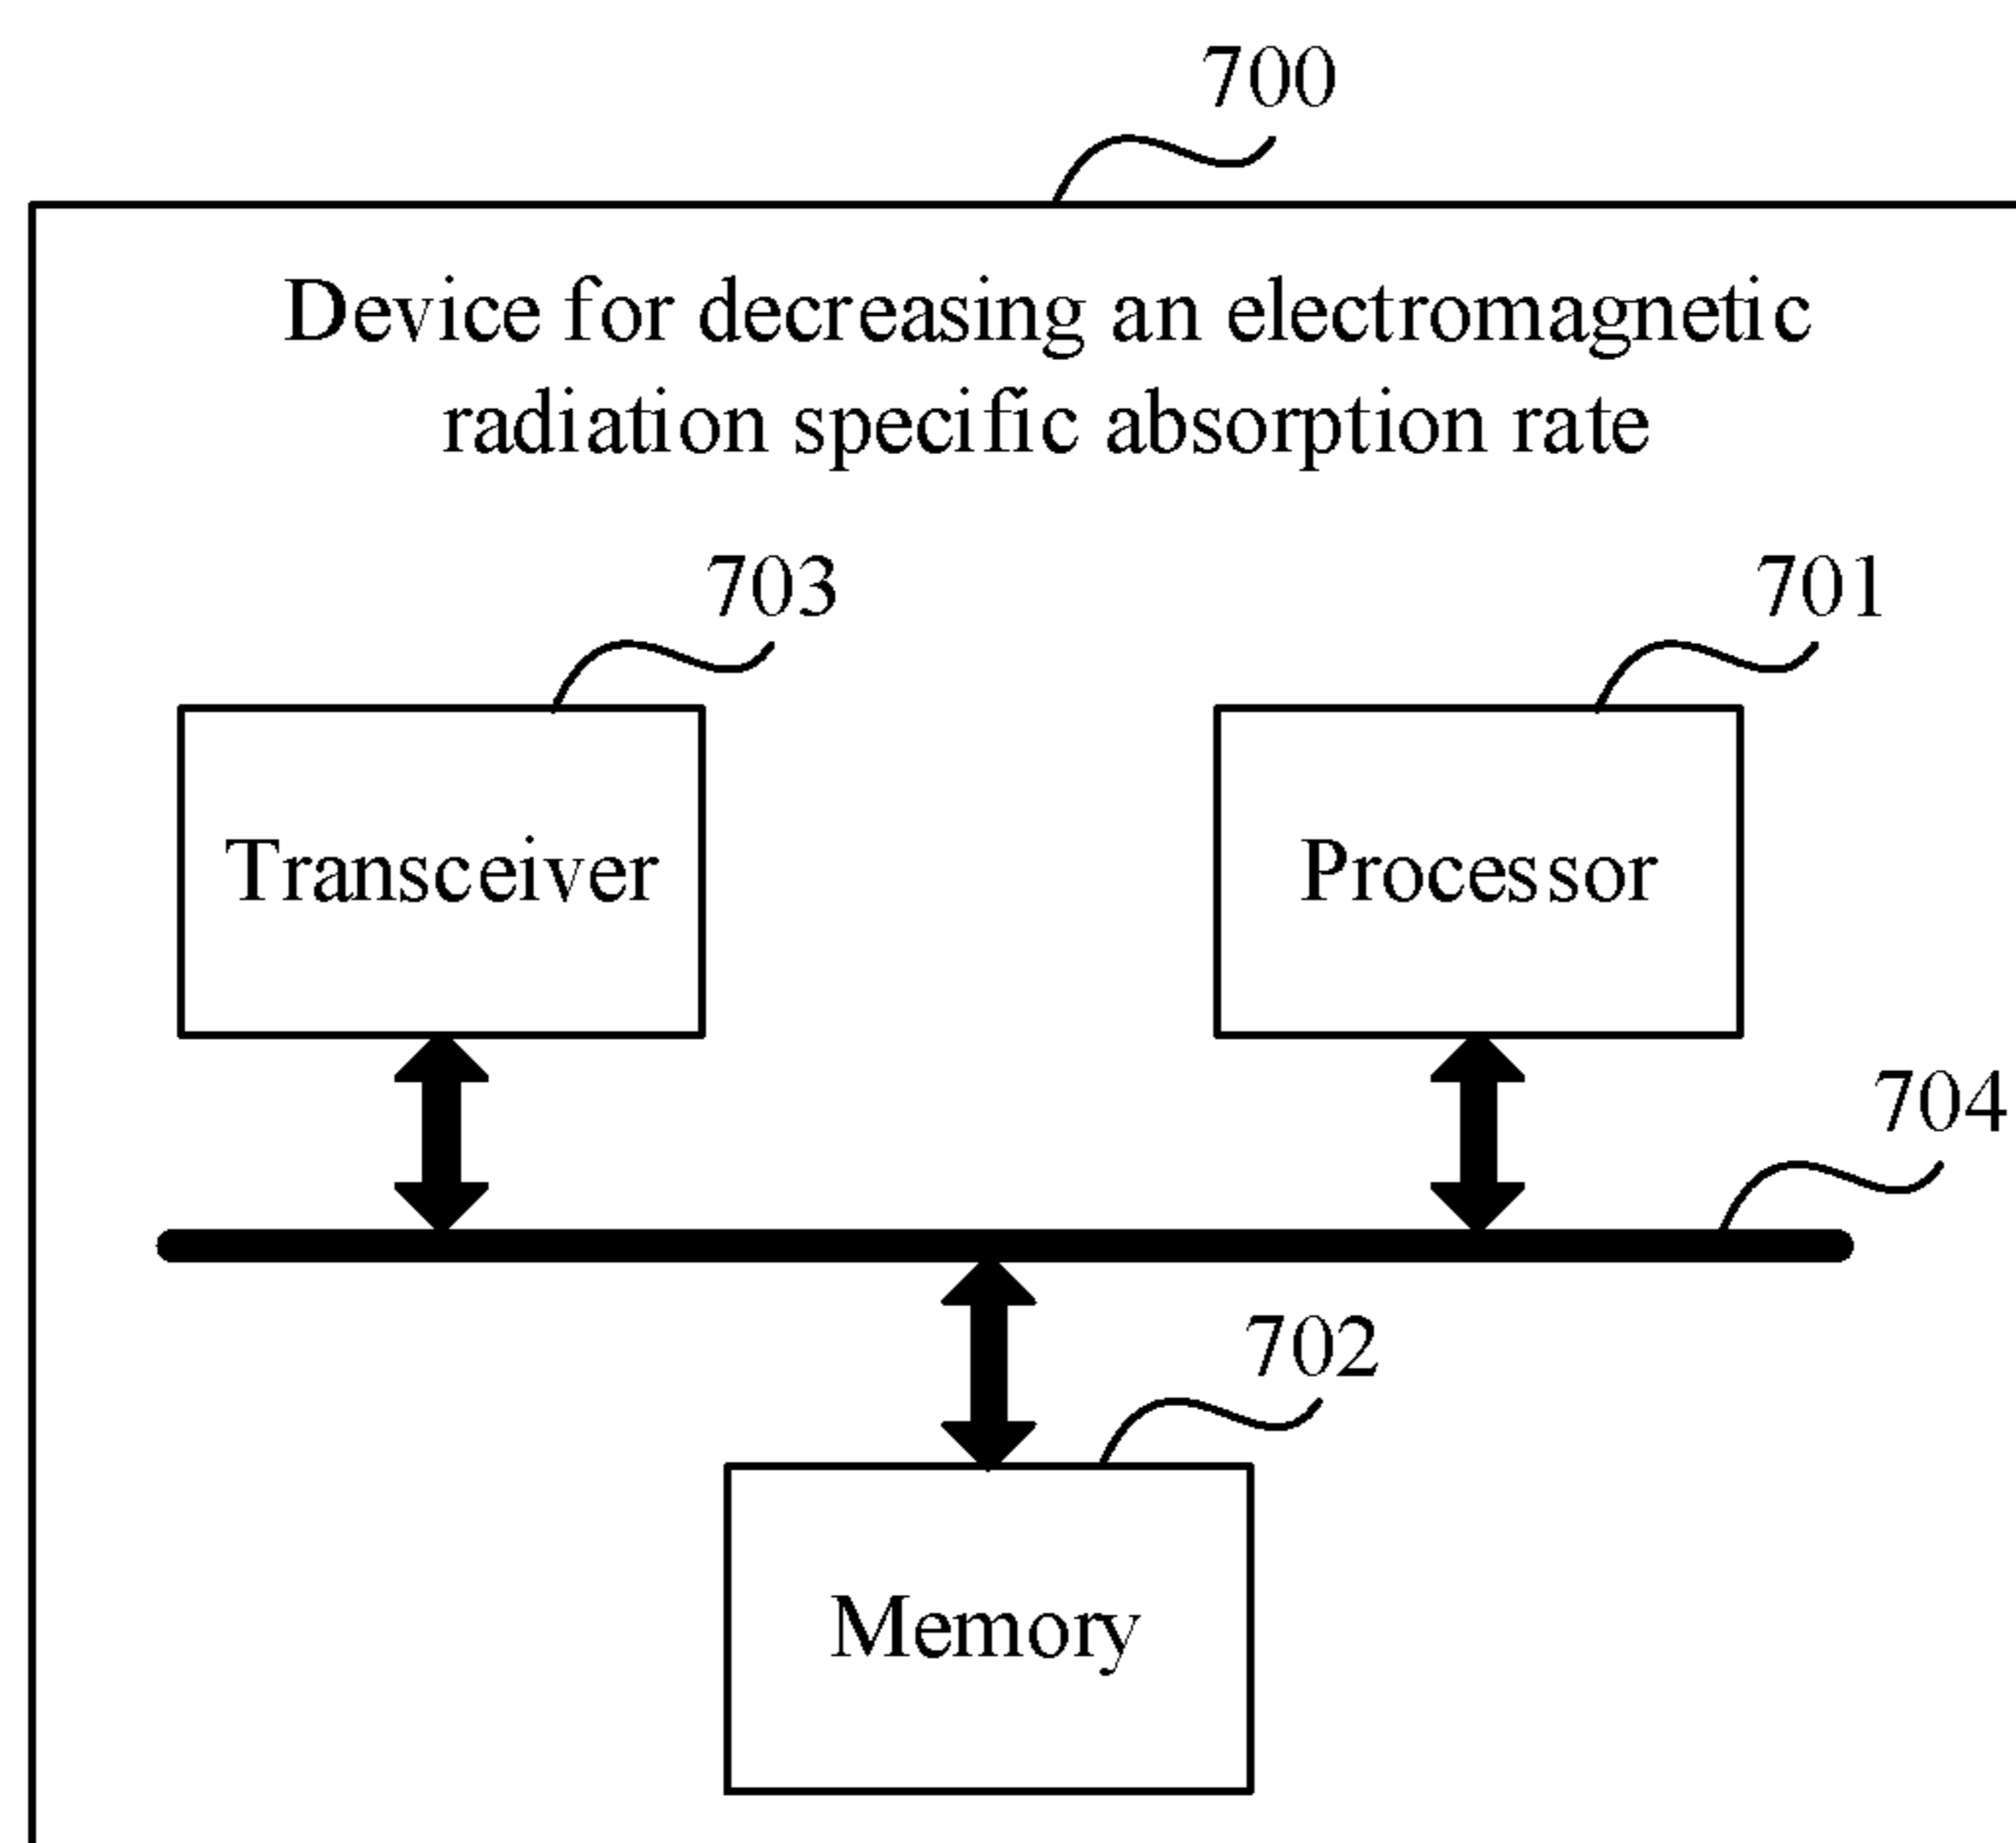 700
Device for decreasing an electromagnetic
radiation specific absorption rate
703
701
Transceiver
Processor
704
702
Memory